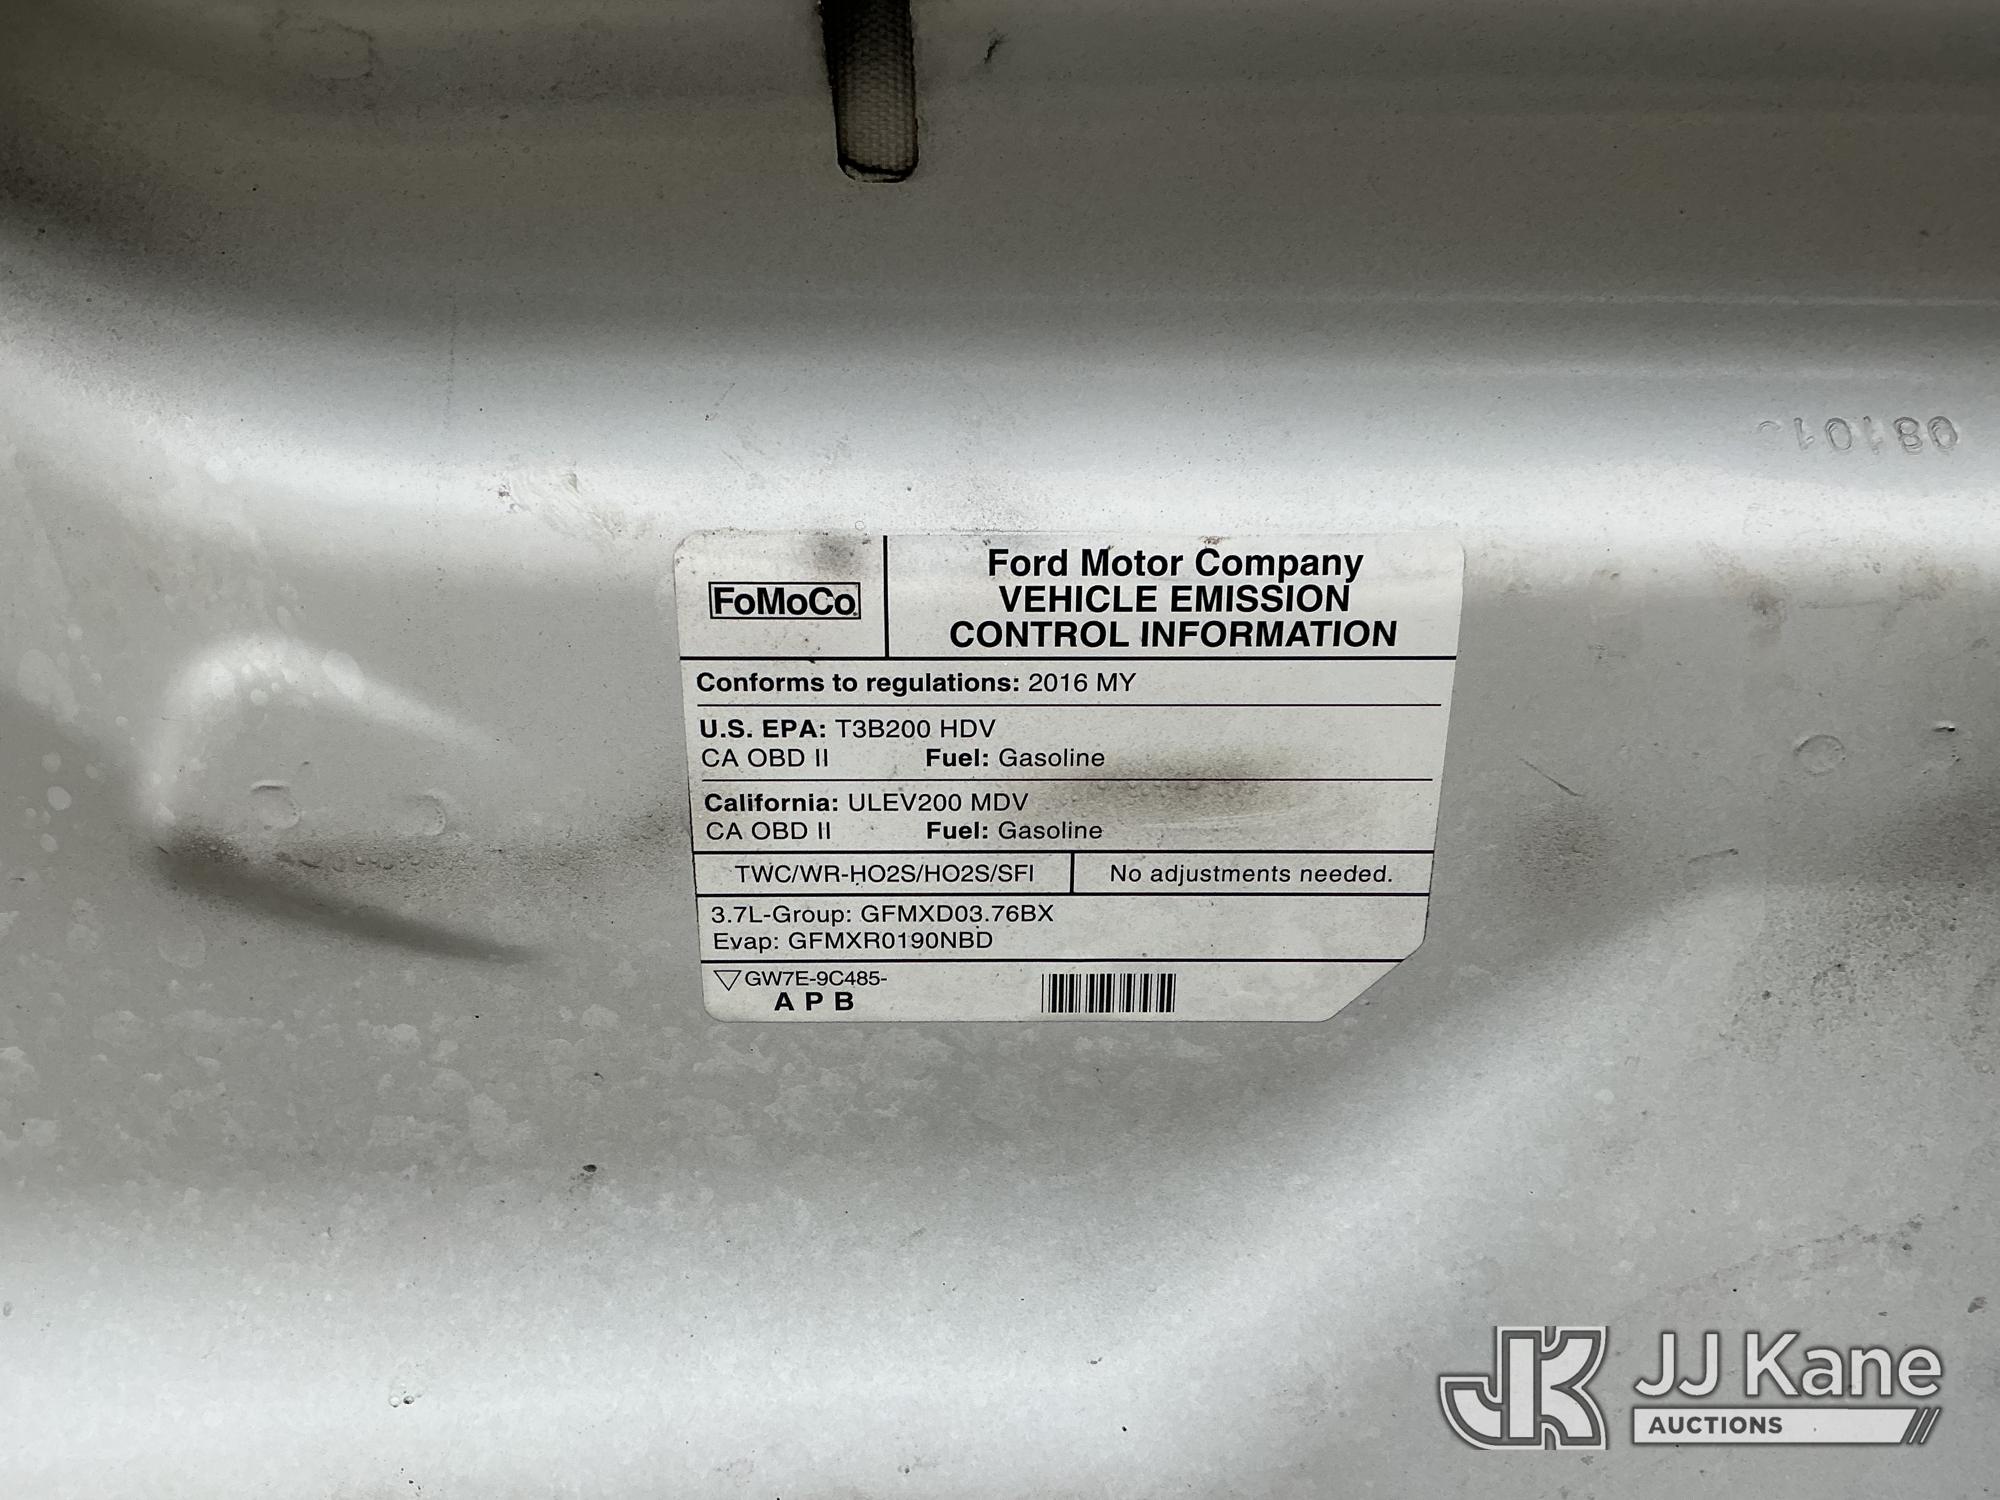 08101
FoMoCo
Ford Motor Company
VEHICLE EMISSION
CONTROL INFORMATION
Conforms to regulations: 2016 MY
U.S. EPA: T3B200 HDV
CA OBD II Fuel: Gasoline
California: ULEV200 MDV
CA OBD II Fuel: Gasoline
TWC/WR-HO2S/HO2S/SFI No adjustments needed.
3.7L-Group: GFMXD03.76BX
Evap: GFMXR0190NBD
GW7E-9C485-
A P B
JK JJ Kane
AUCTIONS